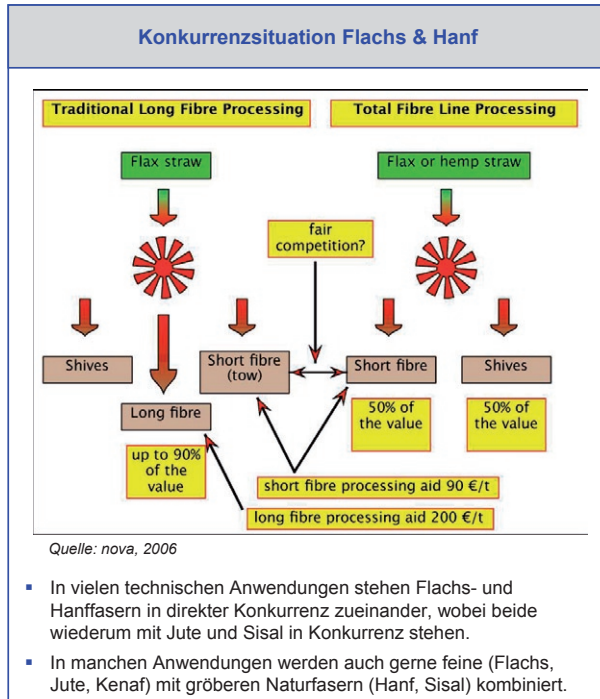 Konkurrenzsituation Flachs & Hanf
Traditional Long Fibre Processing
Total Fibre Line Processing
Flax straw
Flax or hemp straw
fair
competition?
Shives
Short fibre
(tow)
Short fibre
Shives
Long fibre
50% of
the value
50% of
the value
up to 90%
of the
value
short fibre processing aid 90 €/t
long fibre processing aid 200 €/t
Quelle: nova, 2006
▪ In vielen technischen Anwendungen stehen Flachs- und
Hanffasern in direkter Konkurrenz zueinander, wobei beide
wiederum mit Jute und Sisal in Konkurrenz stehen.
▪ In manchen Anwendungen werden auch gerne feine (Flachs,
Jute, Kenaf) mit gröberen Naturfasern (Hanf, Sisal) kombiniert.